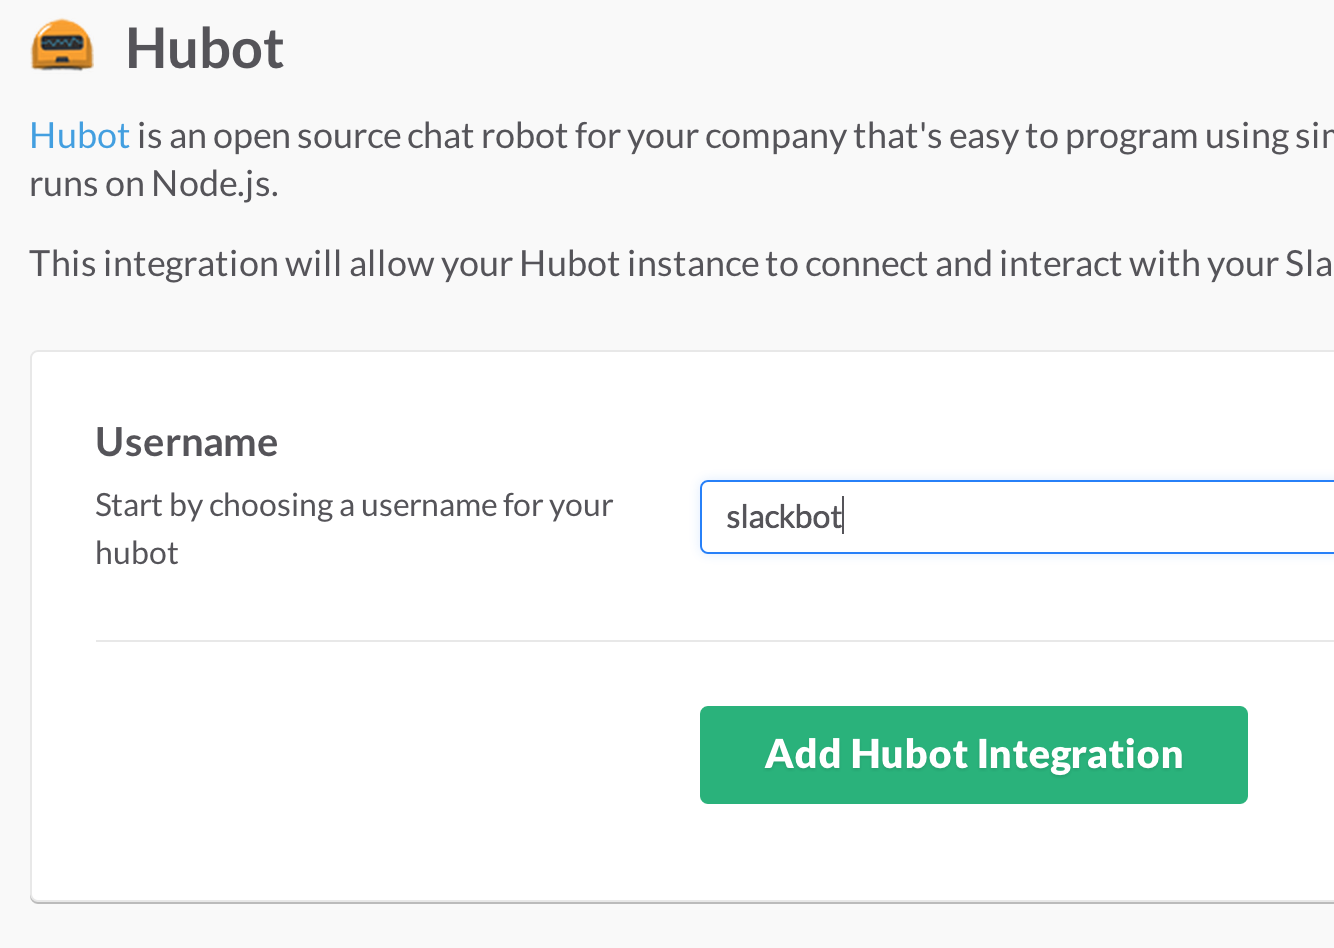 Hubot
Hubot is an open source chat robot for your company that's easy to program using
runs on Node.js.
This integration will allow your Hubot instance to connect and interact with your
Username
Start by choosing a username for your
hubot
slackbot
Add Hubot Integration